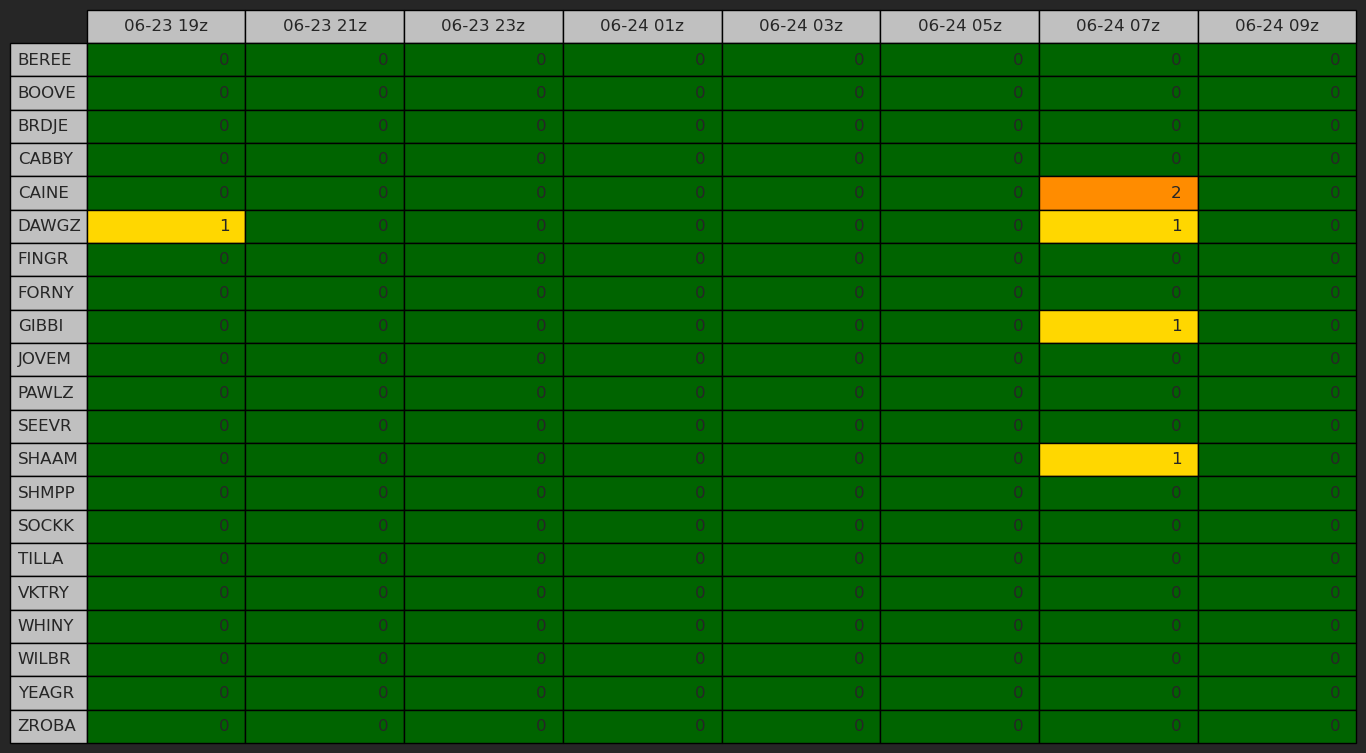 06-23 19z 06-23 21z 06-23 23z 06-24 01z 06-24 03z 06-24 05z 06-24 07z 06-24 09z
BEREE 0 0 0 0 0 0 0 0
BOOVE 0 0 0 0 0 0 0 0
BRDJE 0 0 0 0 0 0 0 0
CABBY 0 0 0 0 0 0 0 0
CAINE 0 0 0 0 0 0 2 0
DAWGZ 1 0 0 0 0 0 1 0
FINGR 0 0 0 0 0 0 0 0
FORNY 0 0 0 0 0 0 0 0
GIBBI 0 0 0 0 0 0 1 0
JOVEM 0 0 0 0 0 0 0 0
PAWLZ 0 0 0 0 0 0 0 0
SEEVR 0 0 0 0 0 0 0 0
SHAAM 0 0 0 0 0 0 1 0
SHMPP 0 0 0 0 0 0 0 0
SOCKK 0 0 0 0 0 0 0 0
TILLA 0 0 0 0 0 0 0 0
VKTRY 0 0 0 0 0 0 0 0
WHINY 0 0 0 0 0 0 0 0
WILBR 0 0 0 0 0 0 0 0
YEAGR 0 0 0 0 0 0 0 0
ZROBA 0 0 0 0 0 0 0 0